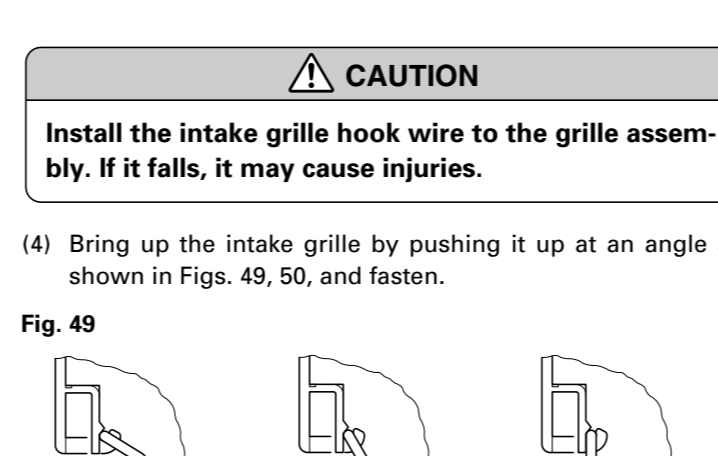 CAUTION
Install the intake grille hook wire to the grille assem-
bly. If it falls, it may cause injuries.
(4) Bring up the intake grille by pushing it up at an angle
shown in Figs. 49, 50, and fasten.
Fig. 49